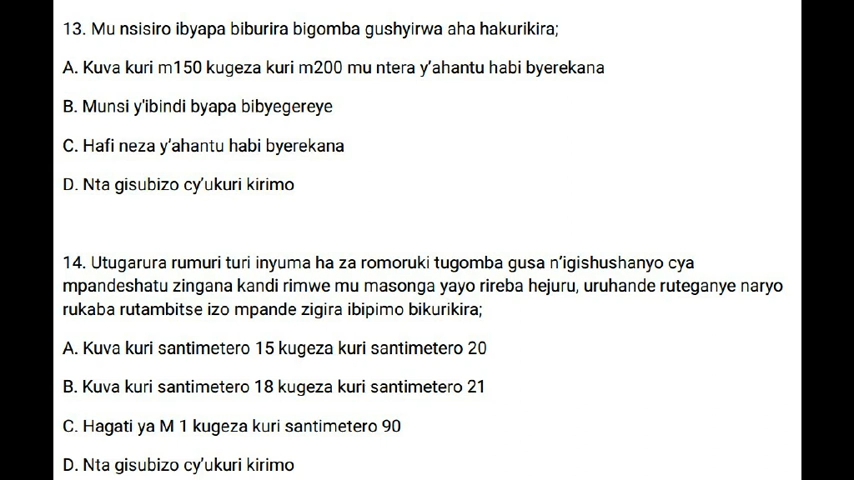 13. Mu nsisiro ibyapa biburira bigomba gushyirwa aha hakurikira;
A. Kuva kuri m150 kugeza kuri m200 mu ntera y'ahantu habi byerekana
B. Munsi y'ibindi byapa bibyegereye
C. Hafi neza y'ahantu habi byerekana
D. Nta gisubizo cy'ukuri kirimo
14. Utugarura rumuri turi inyuma ha za romoruki tugomba gusa n'igishushanyo cya
mpandeshatu zingana kandi rimwe mu masonga yayo rireba hejuru, uruhande ruteganye naryo
rukaba rutambitse izo mpande zigira ibipimo bikurikira;
A. Kuva kuri santimetero 15 kugeza kuri santimetero 20
B. Kuva kuri santimetero 18 kugeza kuri santimetero 21
C. Hagati ya M 1 kugeza kuri santimetero 90
D. Nta gisubizo cy'ukuri kirimo